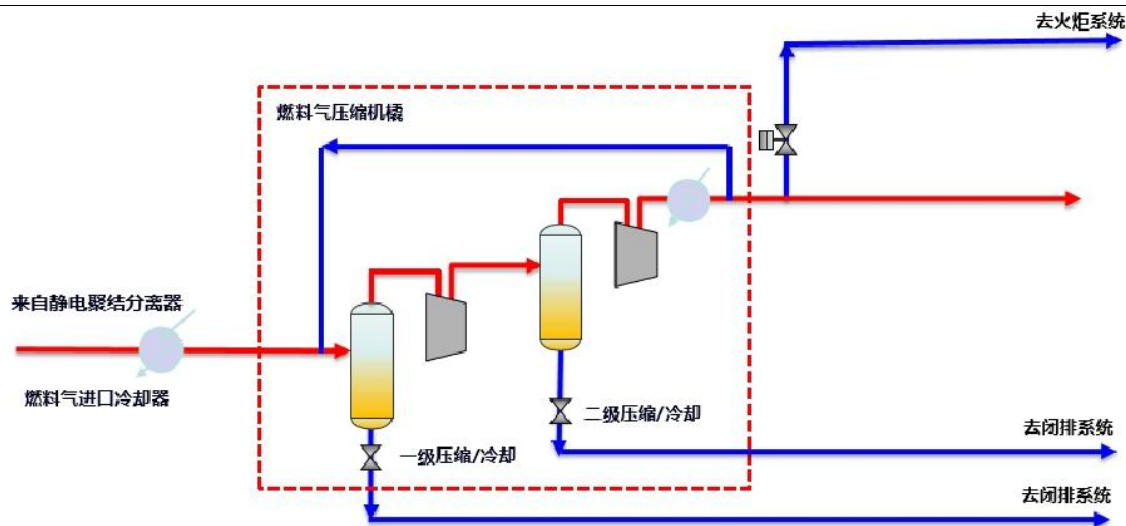 去火炬系统
燃料气压缩机橇
来自静电聚结分离器
燃料气进口冷却器
二级压缩/冷却
去闭排系统
一级压缩/冷却
去闭排系统